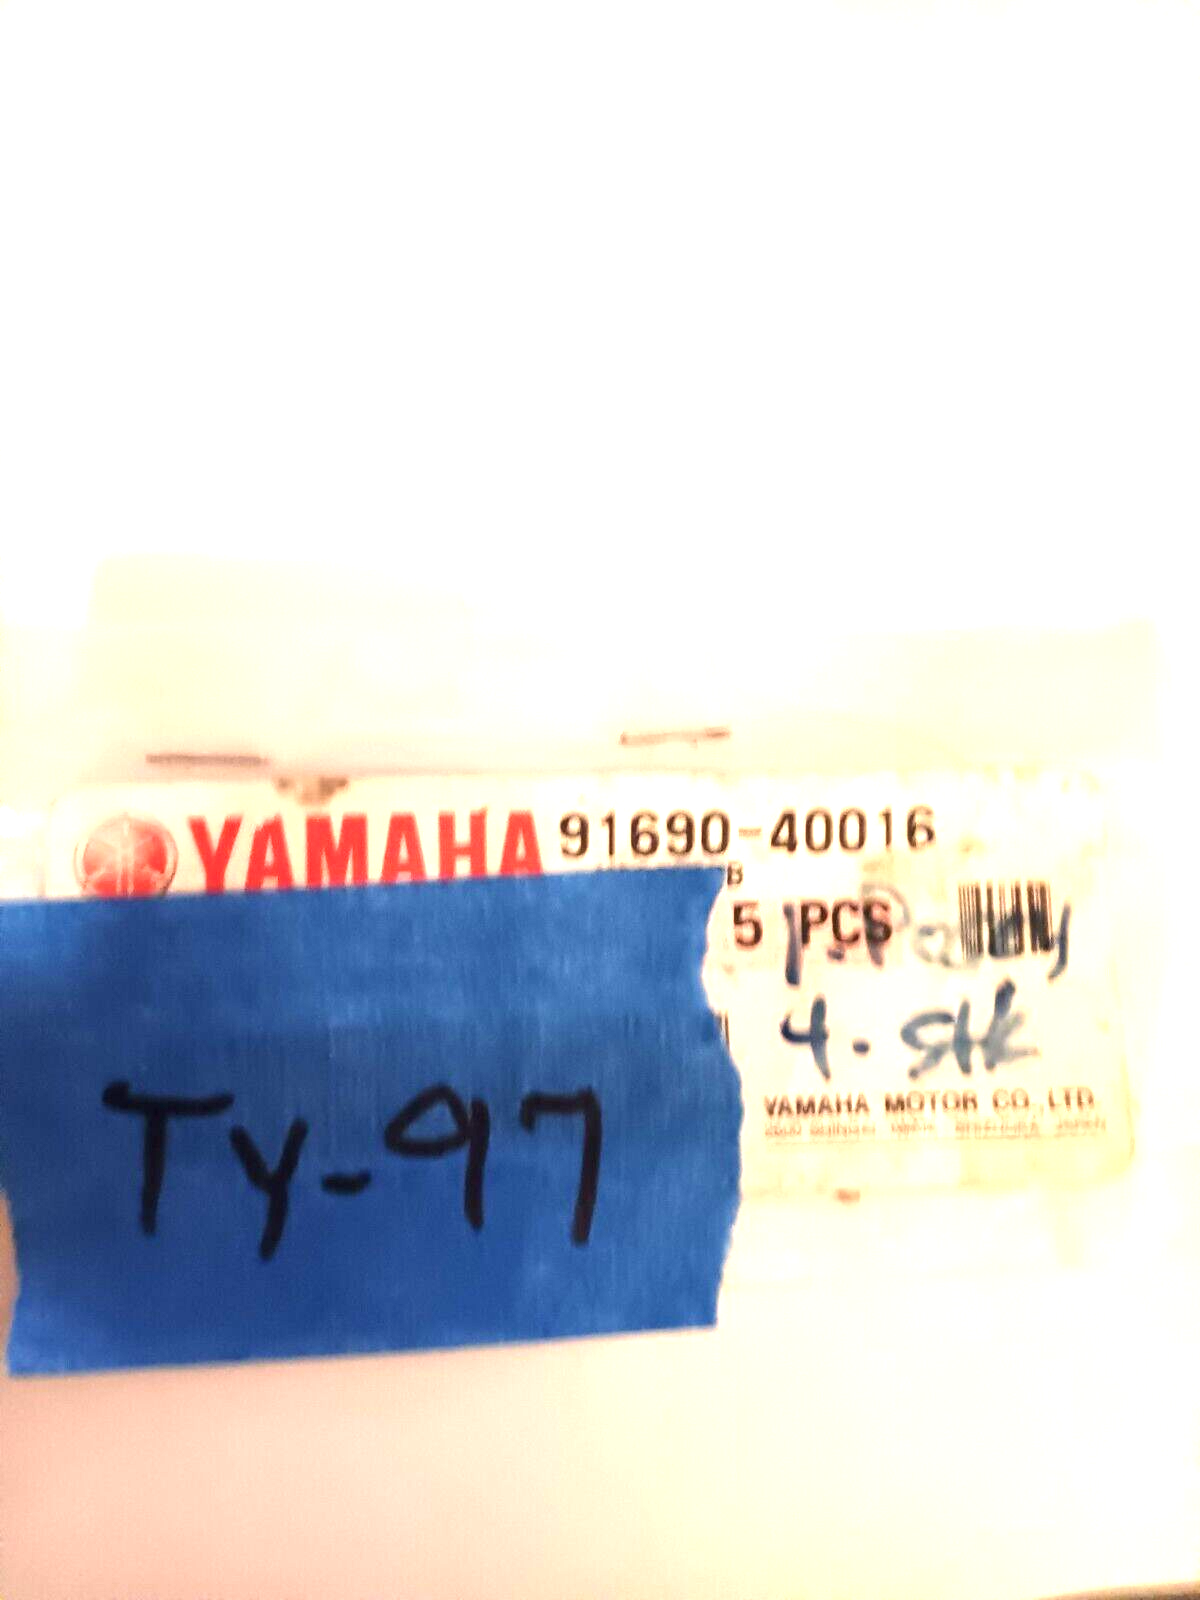 YAMAHA 91690-40016
B
5 PCS
4. stk
YAMAHA MOTOR CO., LTD.
Ty-97